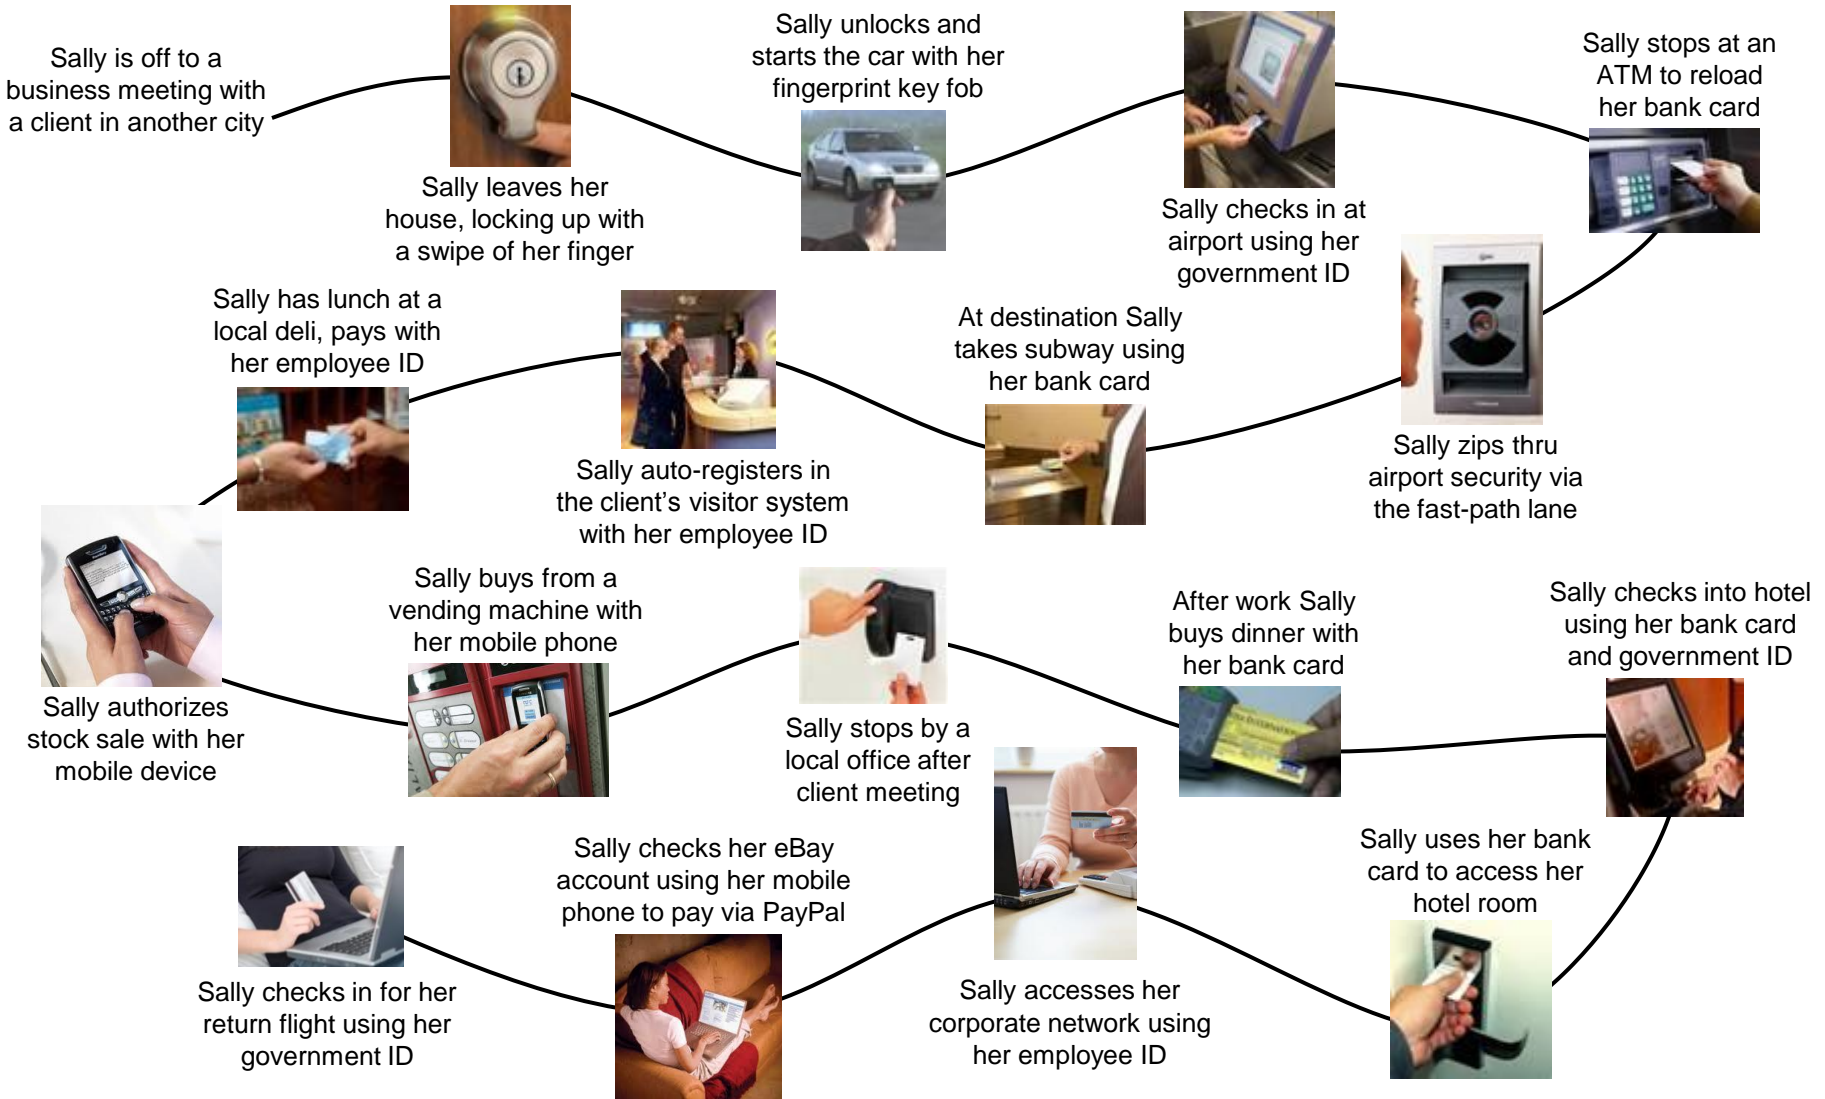 Sally is off to a
business meeting with
a client in another city
Sally leaves her
house, locking up with
a swipe of her finger
Sally unlocks and
starts the car with her
fingerprint key fob
Sally checks in at
airport using her
government ID
Sally stops at an
ATM to reload
her bank card
Sally zips thru
airport security via
the fast-path lane
At destination Sally
takes subway using
her bank card
Sally auto-registers in
the client's visitor system
with her employee ID
Sally has lunch at a
local deli, pays with
her employee ID
Sally authorizes
stock sale with her
mobile device
Sally buys from a
vending machine with
her mobile phone
Sally stops by a
local office after
client meeting
After work Sally
buys dinner with
her bank card
Sally checks into hotel
using her bank card
and government ID
Sally uses her bank
card to access her
hotel room
Sally accesses her
corporate network using
her employee ID
Sally checks her eBay
account using her mobile
phone to pay via PayPal
Sally checks in for her
return flight using her
government ID